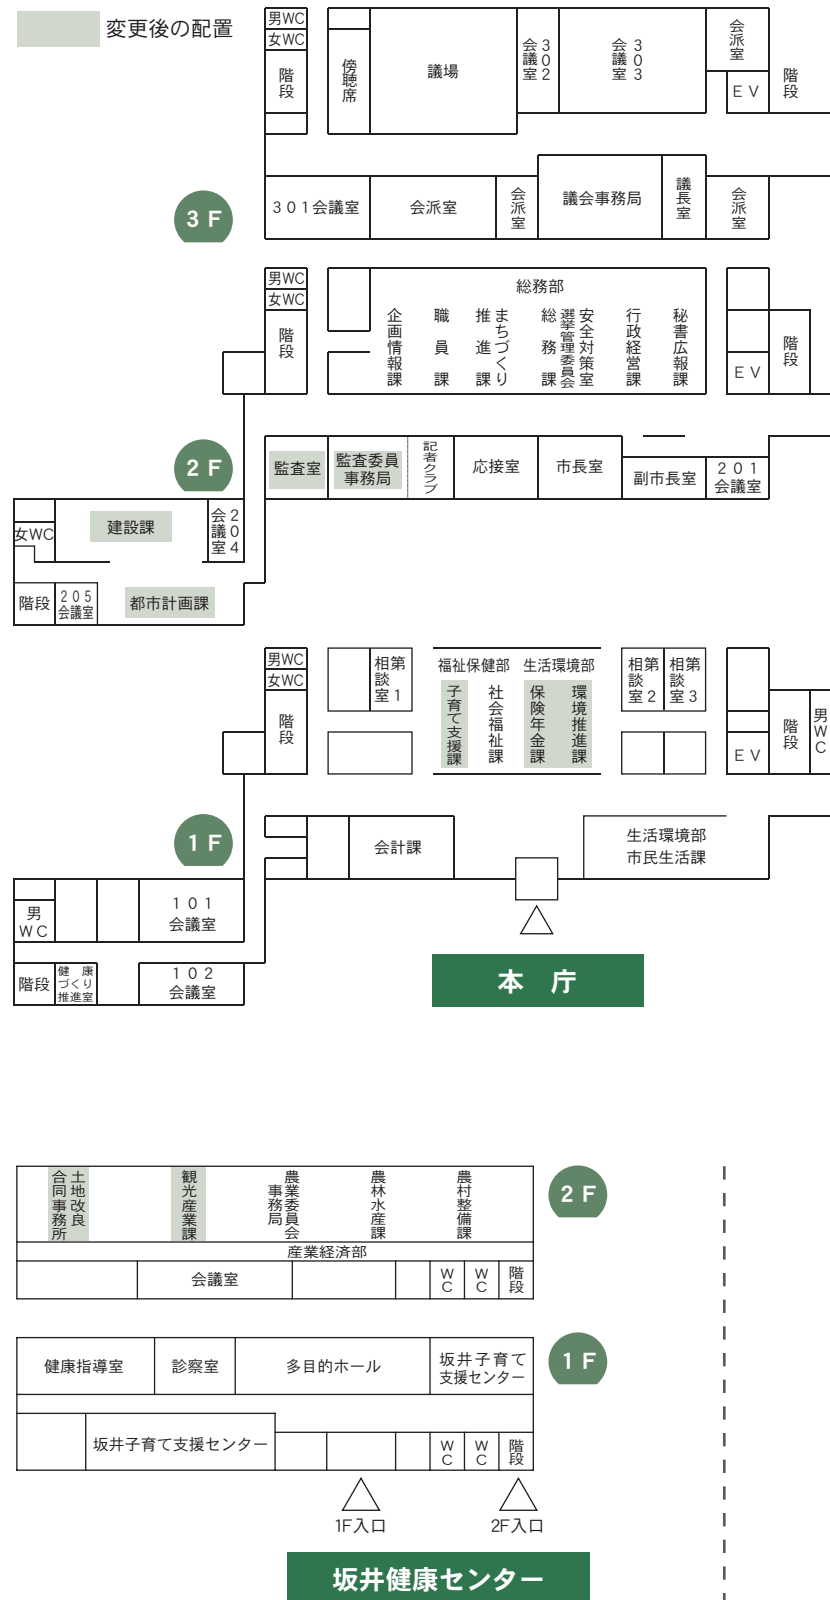 変更後の配置
男WC
女WC
階段
傍聴席
議場
会議室302
会議室303
会派室
EV
階段
3F
301会議室
会派室
会派室
議会事務局
議長室
会派室
男WC
女WC
階段
総務部
企画情報課
職員課
まちづくり
推進課
総務課
選挙管理委員会
安全対策室
行政経営課
秘書広報課
EV
階段
2F
監査室
監査委員
事務局
記者クラブ
応接室
市長室
副市長室
201
会議室
女WC
建設課
会議室204
階段
205
会議室
都市計画課
男WC
女WC
階段
第1
相談室
福祉保健部
生活環境部
子育て支援課
社会福祉課
保険年金課
環境推進課
第2
相談室
第3
相談室
EV
階段
男WC
1F
会計課
生活環境部
市民生活課
男
WC
101
会議室
階段
健康
づくり
推進室
102
会議室
本庁
土地改良
合同事務所
観光産業課
農業委員会
事務局
農林水産課
農村整備課
2F
産業経済部
会議室
WC
WC
階段
健康指導室
診察室
多目的ホール
坂井子育て
支援センター
1F
坂井子育て支援センター
WC
WC
階段
1F入口
2F入口
坂井健康センター